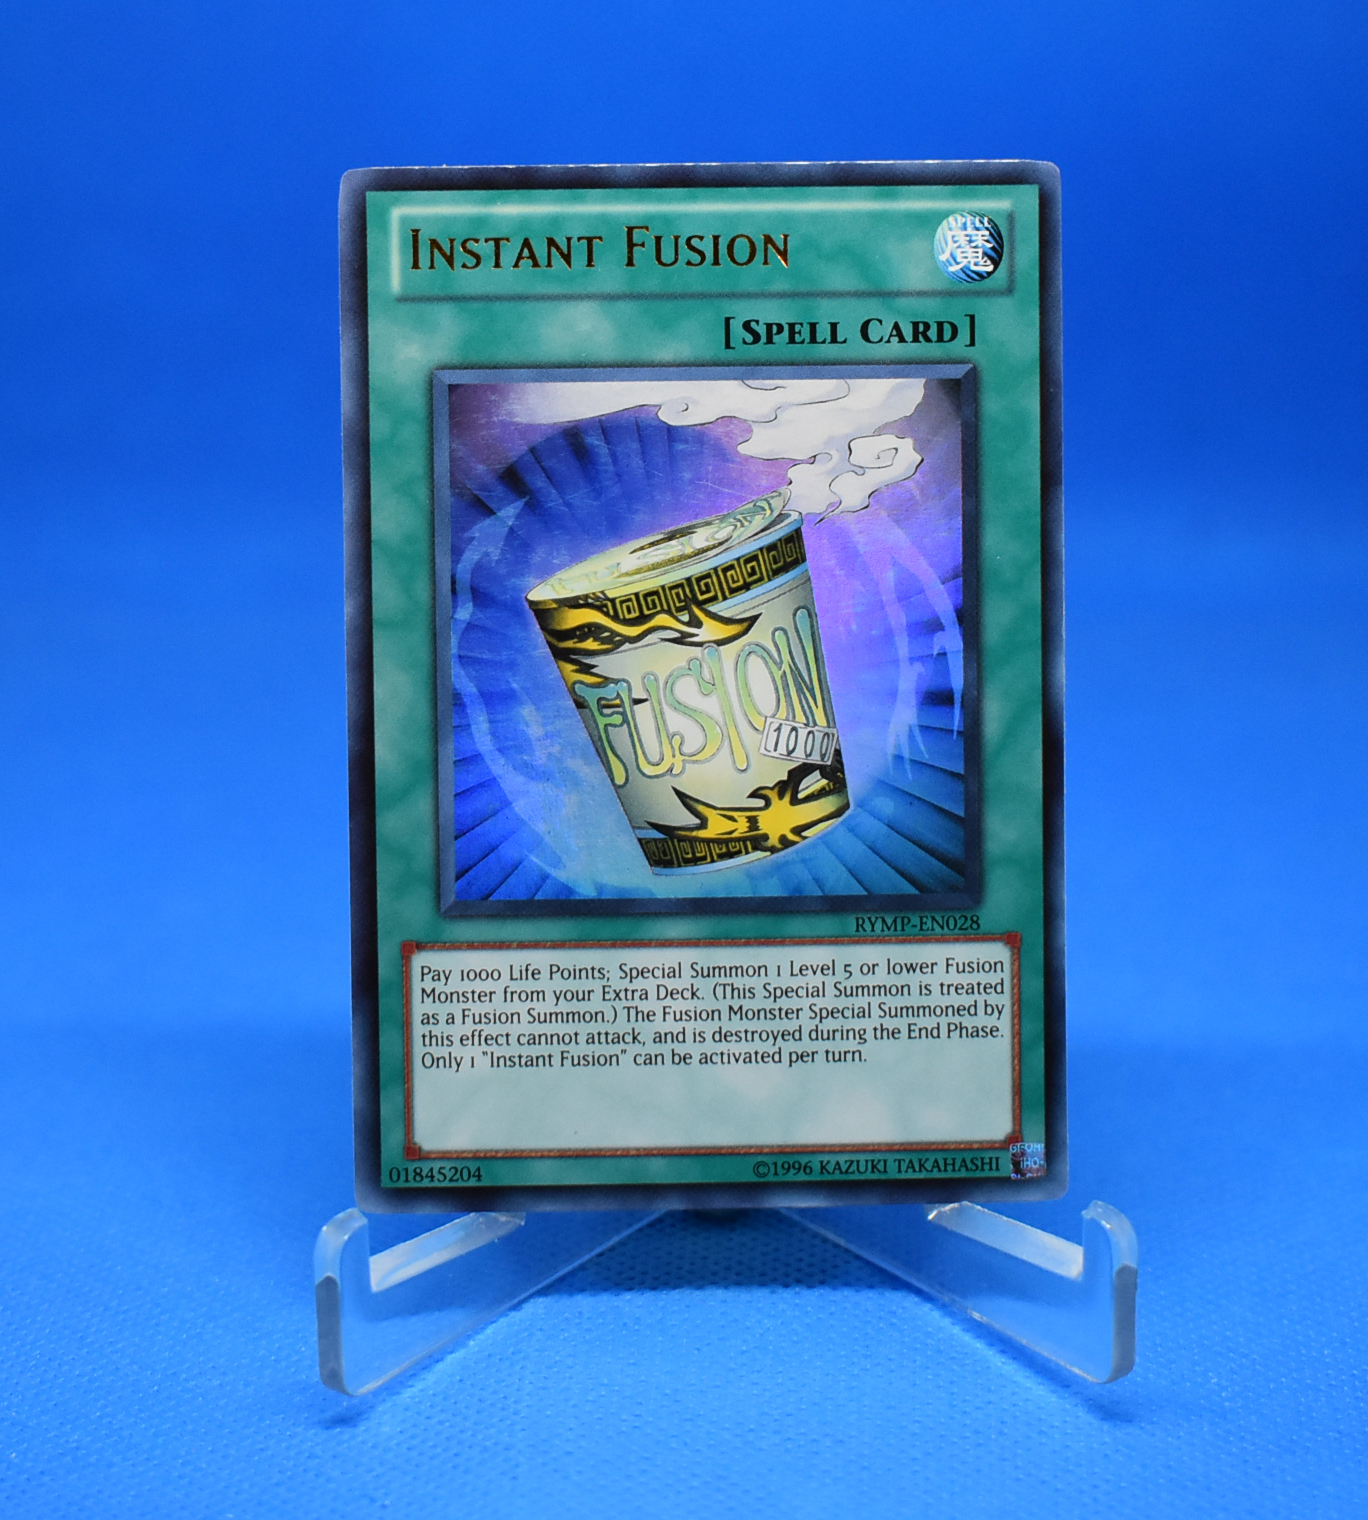 INSTANT FUSION
SPELL
魔
[SPELL CARD]
FUSION
1000
RYMP-EN028
Pay 1000 Life Points; Special Summon 1 Level 5 or lower Fusion
Monster from your Extra Deck. (This Special Summon is treated
as a Fusion Summon.) The Fusion Monster Special Summoned by
this effect cannot attack, and is destroyed during the End Phase.
Only 1 "Instant Fusion" can be activated per turn.
01845204
©1996 KAZUKI TAKAHASHI